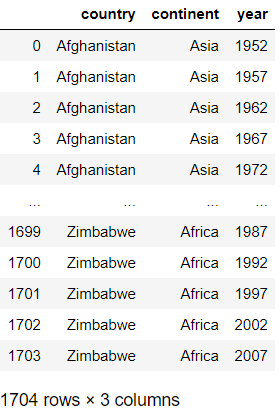 country continent year
0 Afghanistan Asia 1952
1 Afghanistan Asia 1957
2 Afghanistan Asia 1962
3 Afghanistan Asia 1967
4 Afghanistan Asia 1972
... ... ... ...
1699 Zimbabwe Africa 1987
1700 Zimbabwe Africa 1992
1701 Zimbabwe Africa 1997
1702 Zimbabwe Africa 2002
1703 Zimbabwe Africa 2007
1704 rows × 3 columns